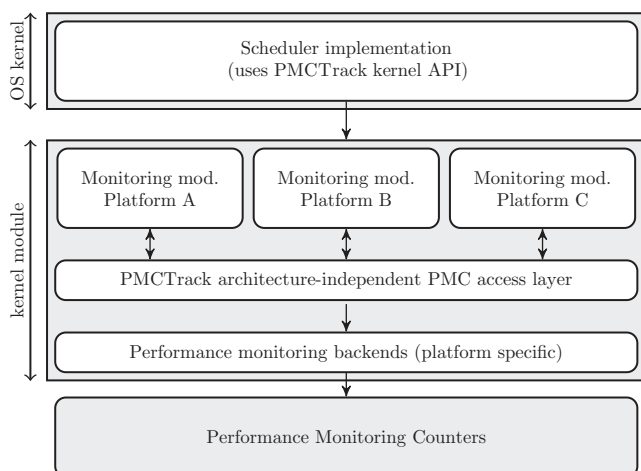 OS kernel
Scheduler implementation
(uses PMCTrack kernel API)
kernel module
Monitoring mod.
Platform A
Monitoring mod.
Platform B
Monitoring mod.
Platform C
PMCTrack architecture-independent PMC access layer
Performance monitoring backends (platform specific)
Performance Monitoring Counters